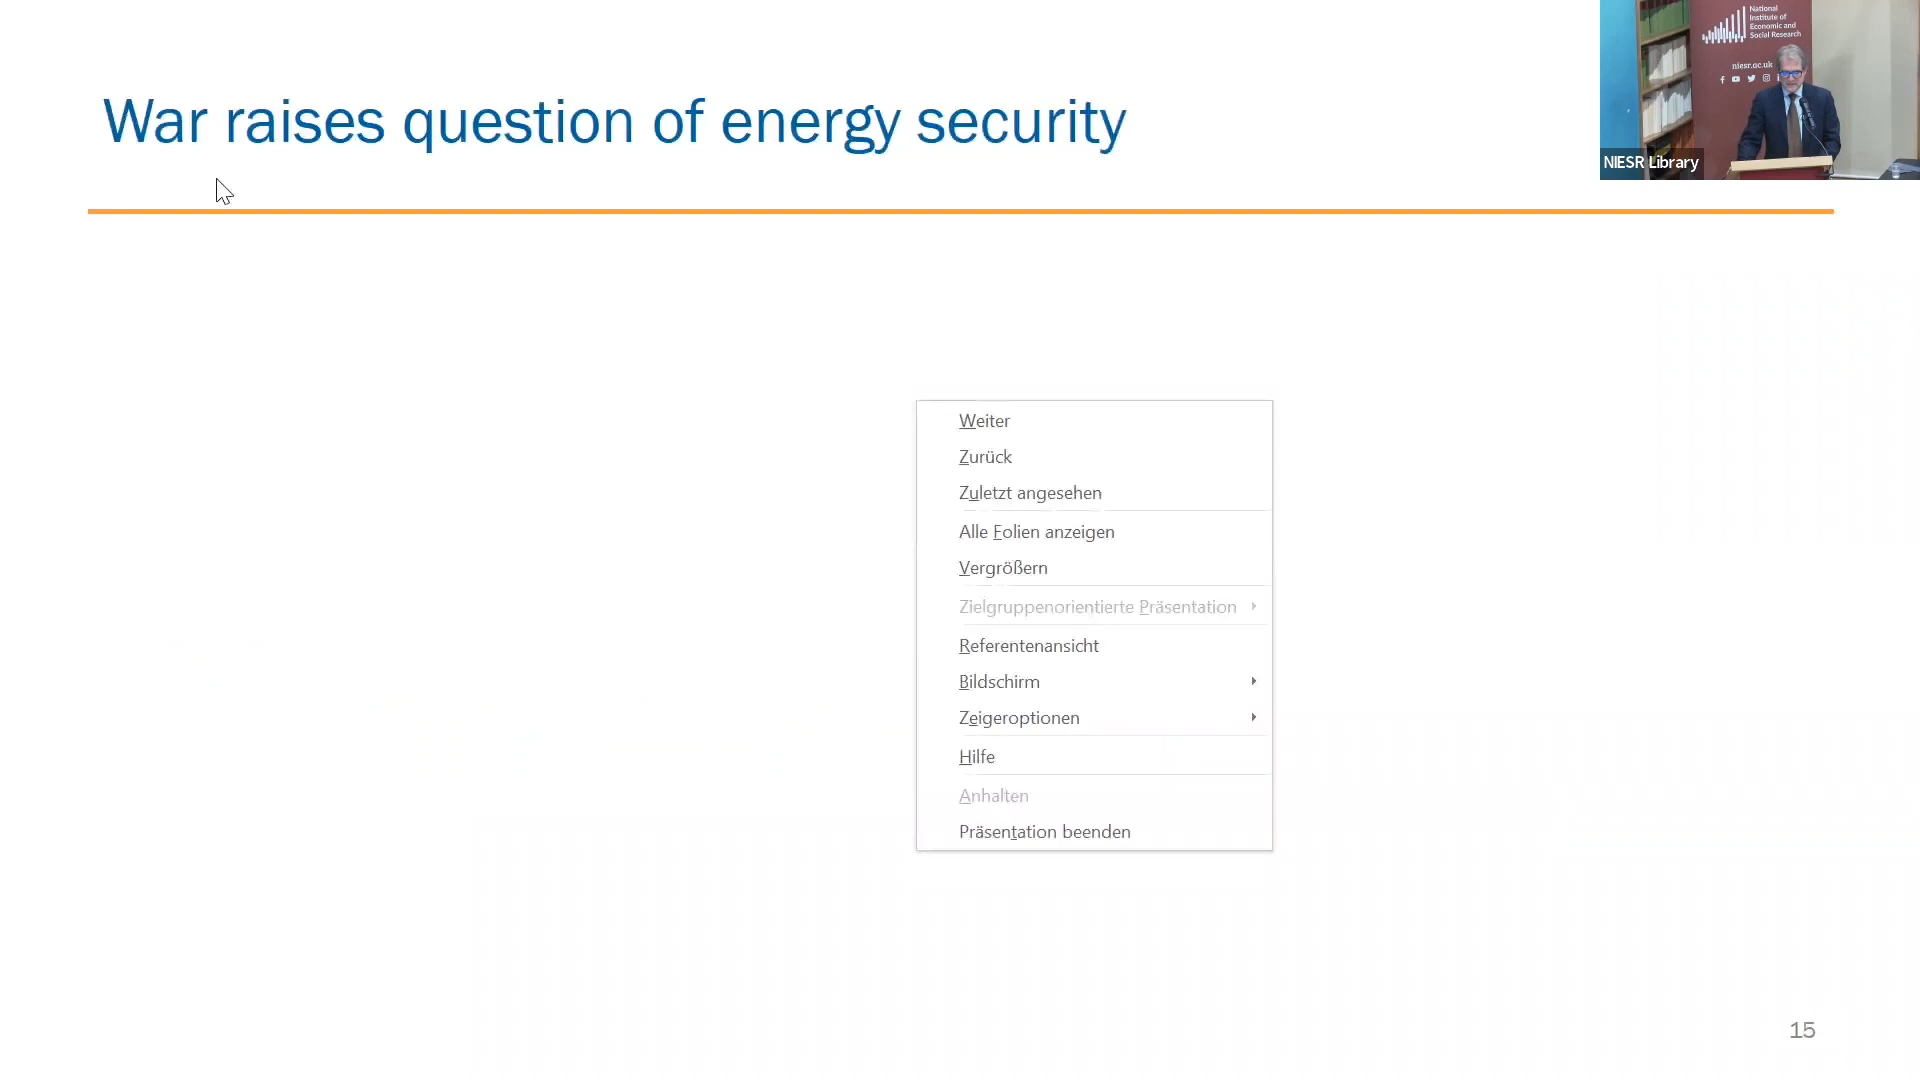 War raises question of energy security
National
Institute of
Economic and
Social Research
niesr.ac.uk
NIESR Library
Weiter
Zurück
Zuletzt angesehen
Alle Folien anzeigen
Vergrößern
Zielgruppenorientierte Präsentation
Referentenansicht
Bildschirm
Zeigeroptionen
Hilfe
Anhalten
Präsentation beenden
15